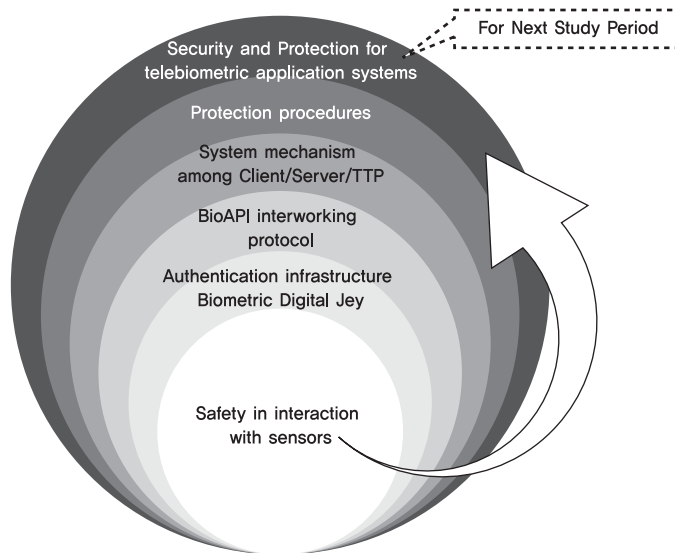 For Next Study Period
Security and Protection for
telebiometric application systems
Protection procedures
System mechanism
among Client/Server/TTP
BioAPI interworking
protocol
Authentication infrastructure
Biometric Digital Jey
Safety in interaction
with sensors